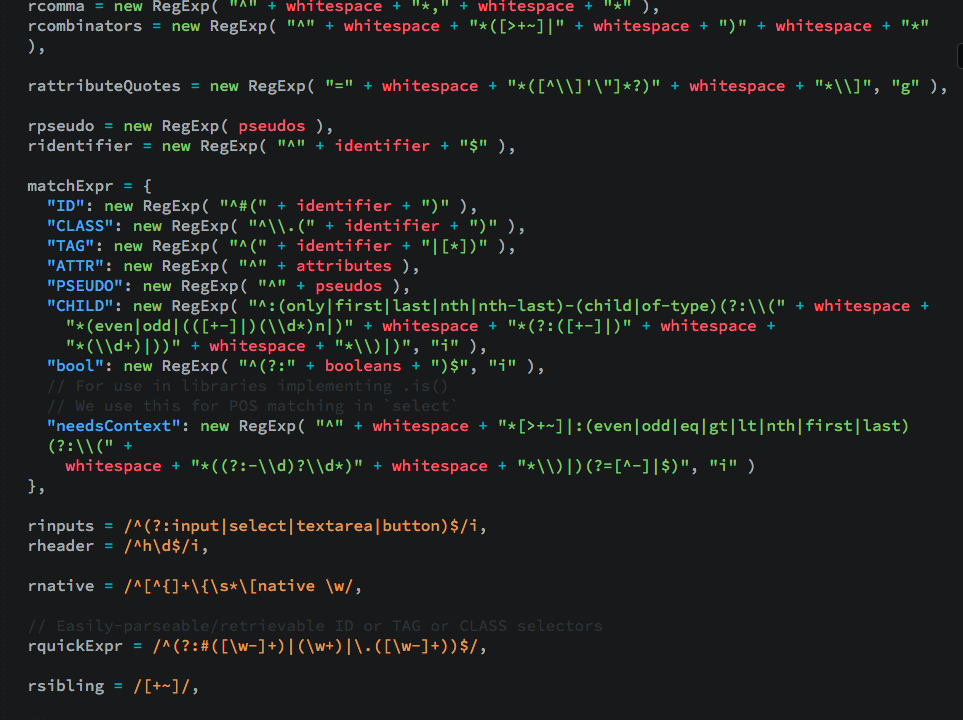 rcomma = new RegExp( "^" + whitespace + "*," + whitespace + "*" ),
rcombinators = new RegExp( "^" + whitespace + "*([>+~]|" + whitespace + ")" + whitespace + "*"
),
rattributeQuotes = new RegExp( "=" + whitespace + "*([^\\]'\"]*?)" + whitespace + "*\\]", "g" ),
rpseudo = new RegExp( pseudos ),
ridentifier = new RegExp( "^" + identifier + "$" ),
matchExpr = {
"ID": new RegExp( "^#(" + identifier + ")" ),
"CLASS": new RegExp( "^\\.(" + identifier + ")" ),
"TAG": new RegExp( "^(" + identifier + "|[*])" ),
"ATTR": new RegExp( "^" + attributes ),
"PSEUDO": new RegExp( "^" + pseudos ),
"CHILD": new RegExp( "^:(only|first|last|nth|nth-last)-(child|of-type)(?:\\(" + whitespace +
"*(even|odd|(([+-]|)(\\d*)n|)" + whitespace + "*(?:([+-]|)" + whitespace +
"*(\\d+)|))" + whitespace + "*\\)|)", "i" ),
"bool": new RegExp( "^(?:" + booleans + ")$", "i" ),
// For use in libraries implementing .is()
// We use this for POS matching in `select`
"needsContext": new RegExp( "^" + whitespace + "*[>+~]|:(even|odd|eq|gt|lt|nth|first|last)
(?:\\(" +
whitespace + "*((?:-\\d)?\\d*)" + whitespace + "*\\)|)(?=[^-]|$)", "i" )
},
rinputs = /^(?:input|select|textarea|button)$/i,
rheader = /^h\d$/i,
rnative = /^[^{]+\{\s*\[native \w/,
// Easily-parseable/retrievable ID or TAG or CLASS selectors
rquickExpr = /^(?:#([\w-]+)|(\w+)|\.([\w-]+))$/,
rsibling = /[+~]/,